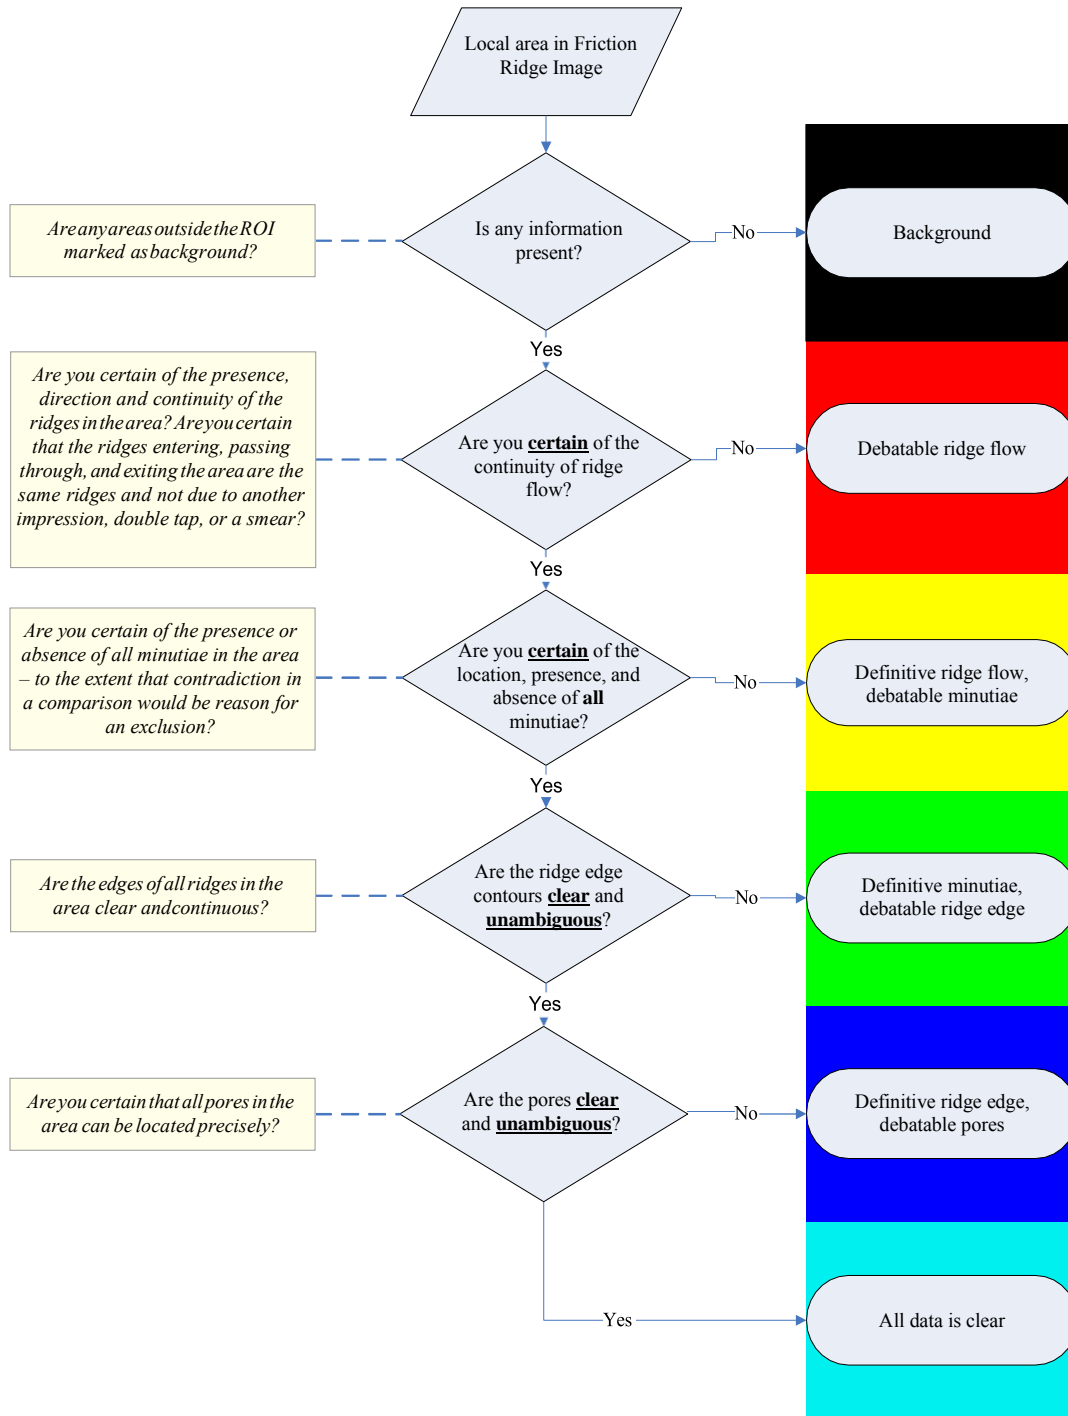 Local area in Friction
Ridge Image
Are any areas outside the ROI
marked as background?
Is any information
present?
No
Background
Yes
Are you certain of the presence,
direction and continuity of the
ridges in the area? Are you certain
that the ridges entering, passing
through, and exiting the area are the
same ridges and not due to another
impression, double tap, or a smear?
Are you certain of the
continuity of ridge
flow?
No
Debatable ridge flow
Yes
Are you certain of the presence or
absence of all minutiae in the area
– to the extent that contradiction in
a comparison would be reason for
an exclusion?
Are you certain of the
location, presence, and
absence of all
minutiae?
No
Definitive ridge flow,
debatable minutiae
Yes
Are the edges of all ridges in the
area clear and continuous?
Are the ridge edge
contours clear and
unambiguous?
No
Definitive minutiae,
debatable ridge edge
Yes
Are you certain that all pores in the
area can be located precisely?
Are the pores clear
and unambiguous?
No
Definitive ridge edge,
debatable pores
Yes
All data is clear